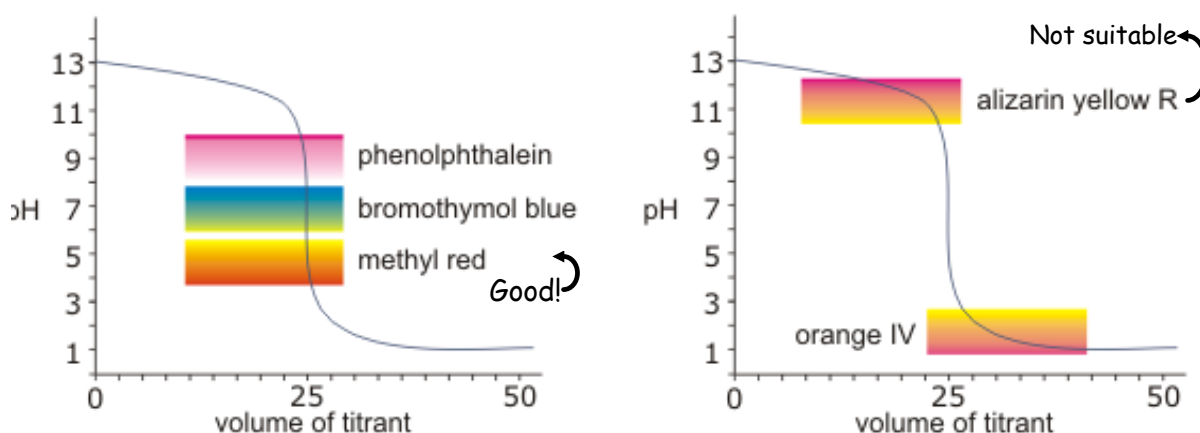 13
11
9
pH 7
5
3
1
phenolphthalein
bromothymol blue
methyl red
Good!
0 25 50
volume of titrant
Not suitable
13
11
9
pH 7
5
3
1
alizarin yellow R
orange IV
0 25 50
volume of titrant